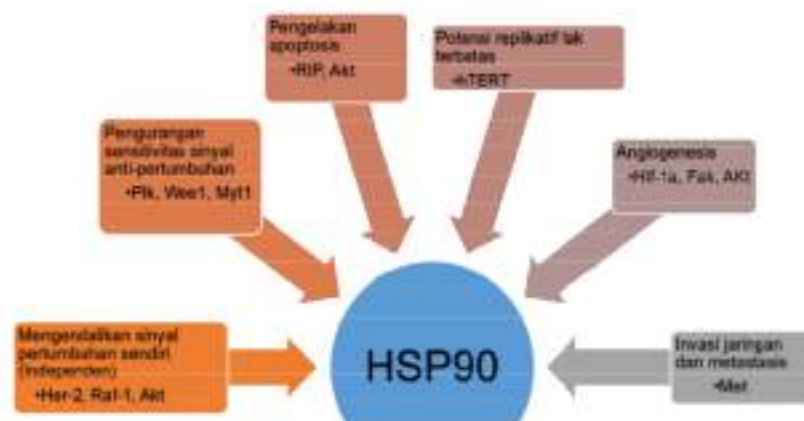 Pengelakan
apoptosis
•RIP, Akt
Potensi replikatif tak
terbatas
•hTERT
Pengurangan
sensitivitas sinyal
anti-pertumbuhan
•Plk, Wee1, Myt1
Angiogenesis
•Hif-1a, Fak, AKt
Mengendalikan sinyal
pertumbuhan sendiri
(independen)
•Her-2, Raf-1, Akt
HSP90
Invasi jaringan
dan metastasis
•Met